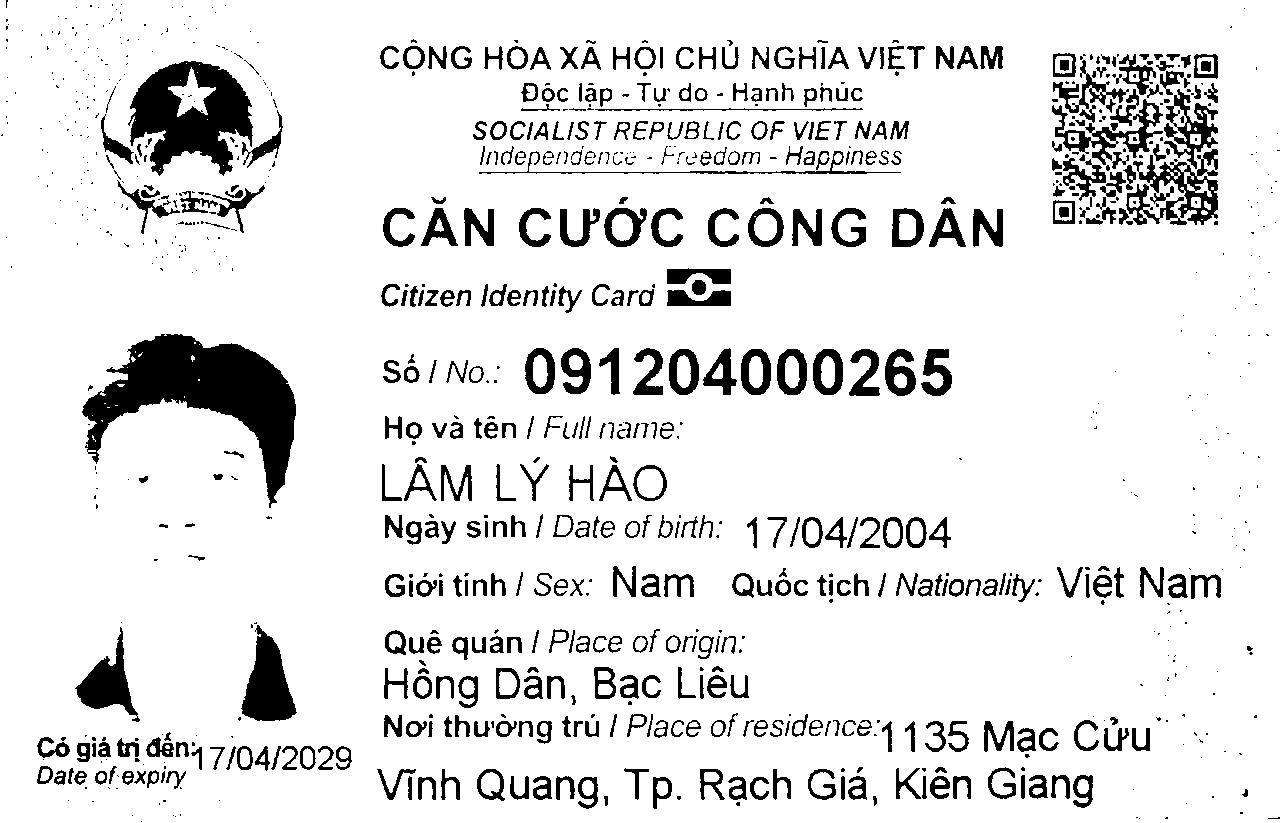 CỘNG HÒA XÃ HỘI CHỦ NGHĨA VIỆT NAM
Độc lập - Tự do - Hạnh phúc
SOCIALIST REPUBLIC OF VIET NAM
Independence - Freedom - Happiness
VIỆT NAM
CĂN CƯỚC CÔNG DÂN
Citizen Identity Card
Số / No.: 091204000265
Họ và tên / Full name:
LÂM LÝ HÀO
Ngày sinh / Date of birth: 17/04/2004
Giới tính / Sex: Nam Quốc tịch / Nationality: Việt Nam
Quê quán / Place of origin:
Hồng Dân, Bạc Liêu
Nơi thường trú / Place of residence: 1135 Mạc Cửu
Vĩnh Quang, Tp. Rạch Giá, Kiên Giang
Có giá trị đến: 17/04/2029
Date of expiry